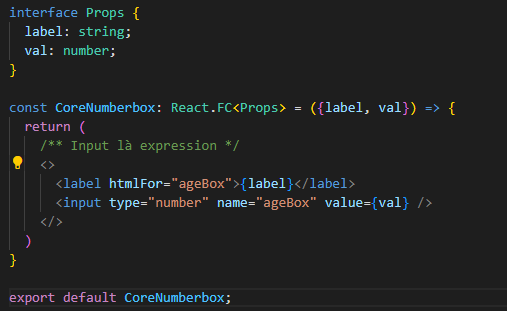 interface Props {
  label: string;
  val: number;
}

const CoreNumberbox: React.FC<Props> = ({label, val}) => {
  return (
    /** Input là expression */
    <>
      <label htmlFor="ageBox">{label}</label>
      <input type="number" name="ageBox" value={val} />
    </>
  )
}

export default CoreNumberbox;